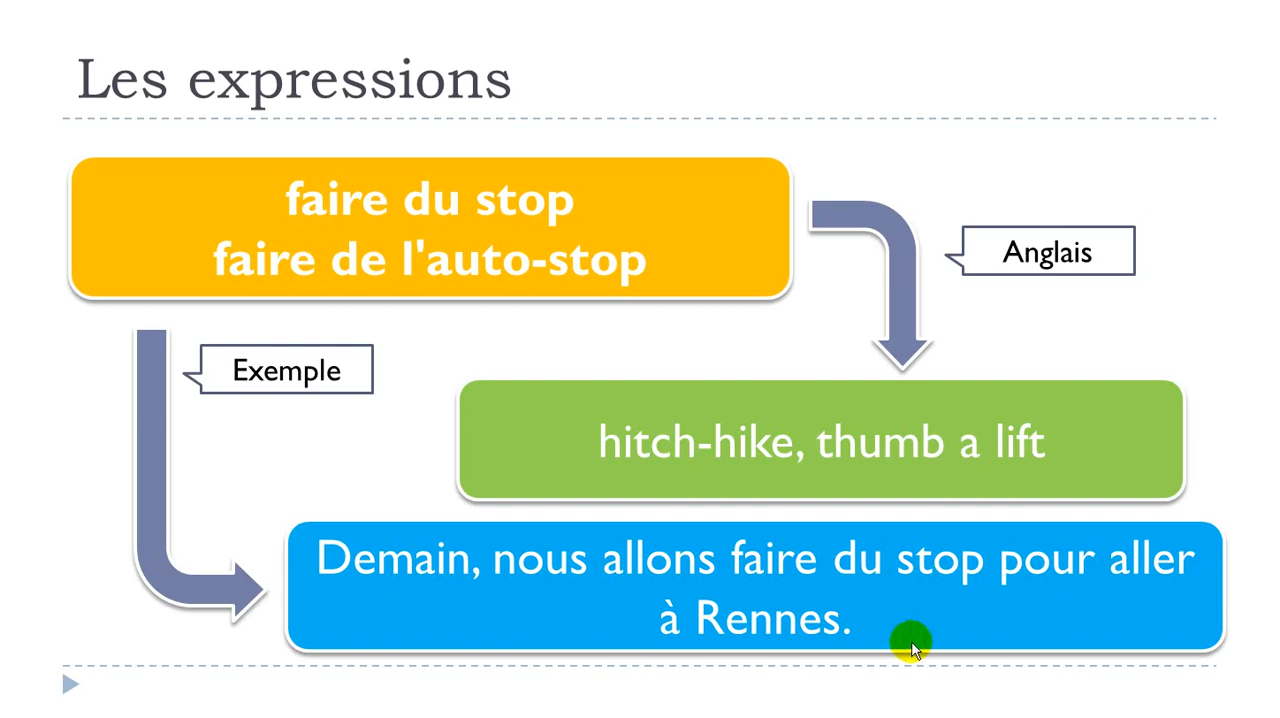 Les expressions
faire du stop
faire de l'auto-stop
Anglais
Exemple
hitch-hike, thumb a lift
Demain, nous allons faire du stop pour aller
à Rennes.